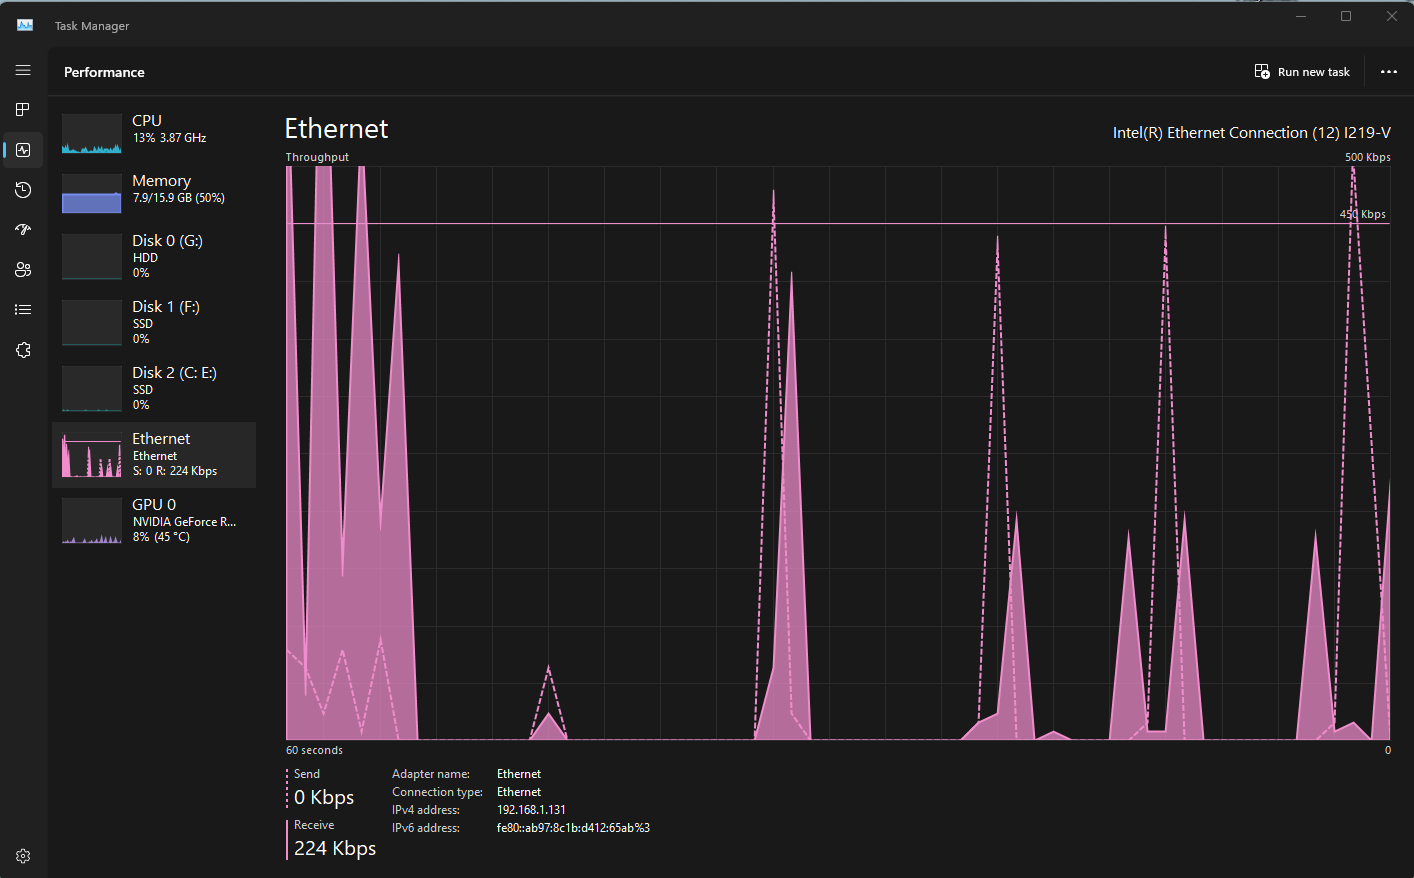 Task Manager
Performance
Run new task
CPU
13% 3.87 GHz
Memory
7.9/15.9 GB (50%)
Disk 0 (G:)
HDD
0%
Disk 1 (F:)
SSD
0%
Disk 2 (C: E:)
SSD
0%
Ethernet
Ethernet
S: 0 R: 224 Kbps
GPU 0
NVIDIA GeForce R...
8% (45 °C)
Ethernet
Intel(R) Ethernet Connection (12) I219-V
Throughput
500 Kbps
450 Kbps
60 seconds
0
Send
0 Kbps
Receive
224 Kbps
Adapter name: Ethernet
Connection type: Ethernet
IPv4 address: 192.168.1.131
IPv6 address: fe80::ab97:8c1b:d412:65ab%3